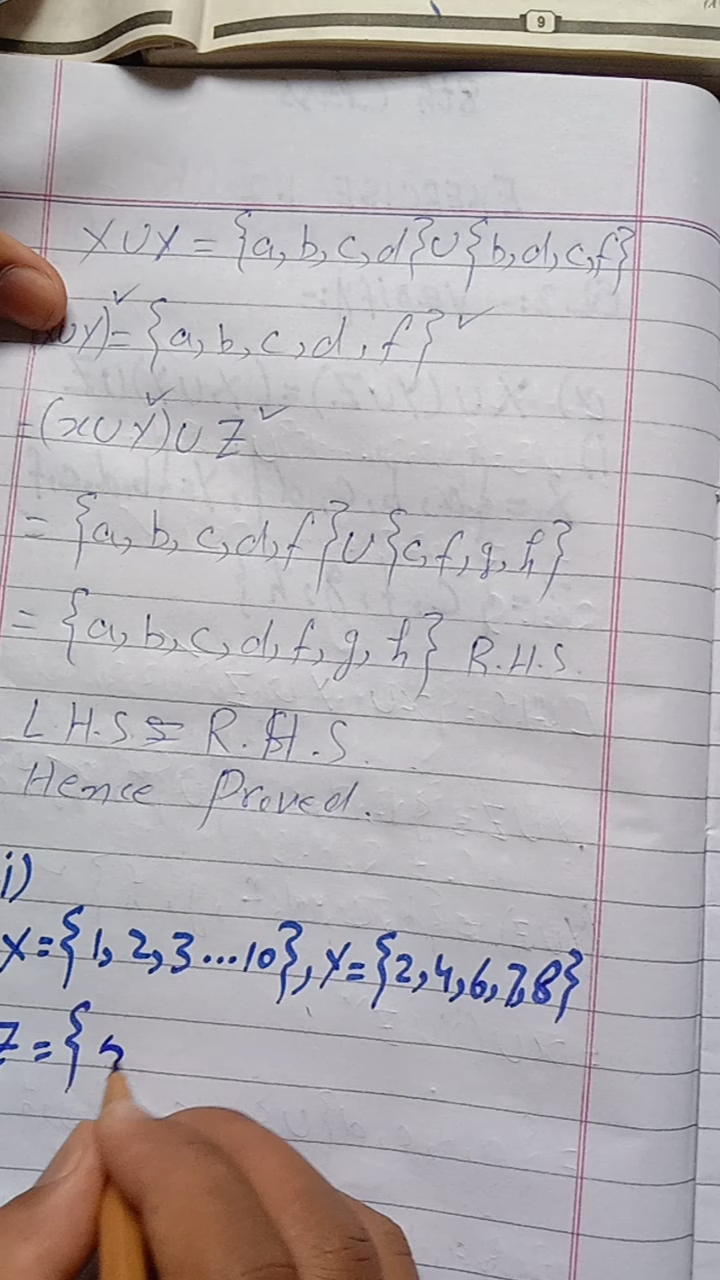 9
X∪Y = {a, b, c, d}∪{b, d, c, f}
∪Y) = {a, b, c, d, f}
= (x∪Y)∪Z
= {a, b, c, d, f}∪{c, f, g, h}
= {a, b, c, d, f, g, h} R.H.S.
L.H.S = R.H.S
Hence Proved.
i)
X = {1, 2, 3...10}, Y = {2, 4, 6, 7, 8}
Z = {